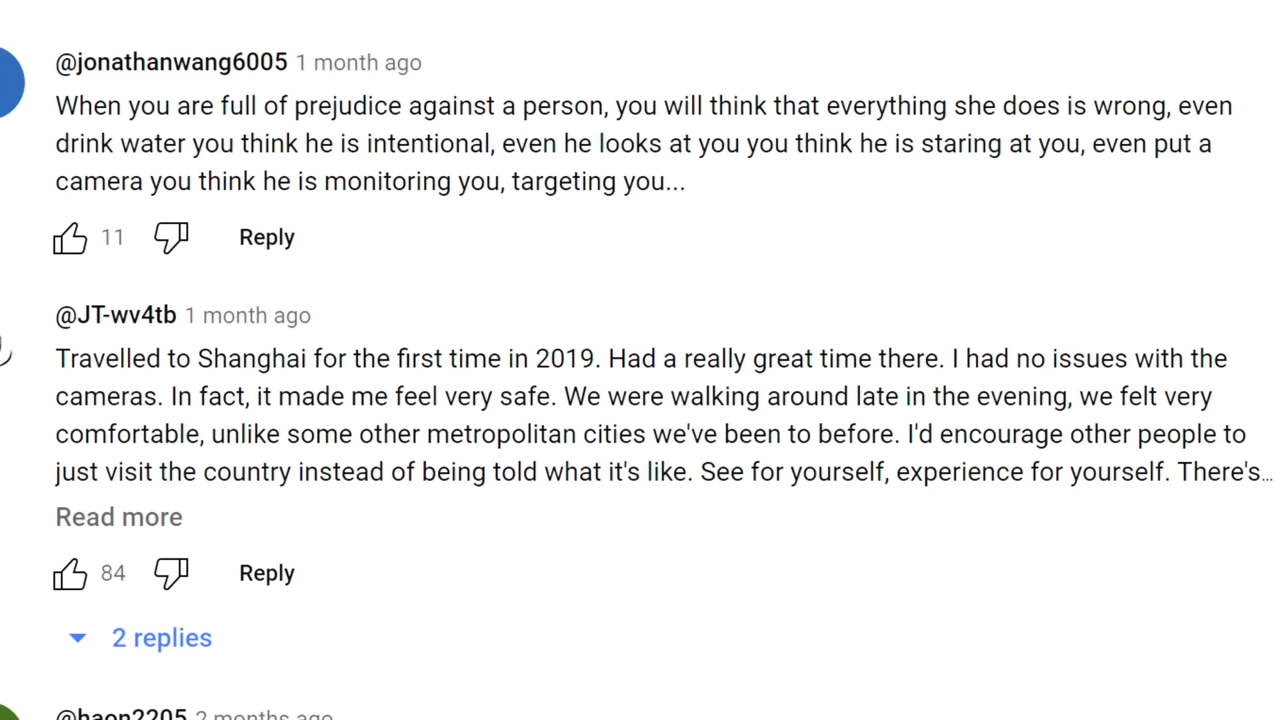 @jonathanwang6005 1 month ago
When you are full of prejudice against a person, you will think that everything she does is wrong, even
drink water you think he is intentional, even he looks at you you think he is staring at you, even put a
camera you think he is monitoring you, targeting you...
11 Reply
@JT-wv4tb 1 month ago
Travelled to Shanghai for the first time in 2019. Had a really great time there. I had no issues with the
cameras. In fact, it made me feel very safe. We were walking around late in the evening, we felt very
comfortable, unlike some other metropolitan cities we've been to before. I'd encourage other people to
just visit the country instead of being told what it's like. See for yourself, experience for yourself. There's...
Read more
84 Reply
2 replies
@haon2205 2 months ago